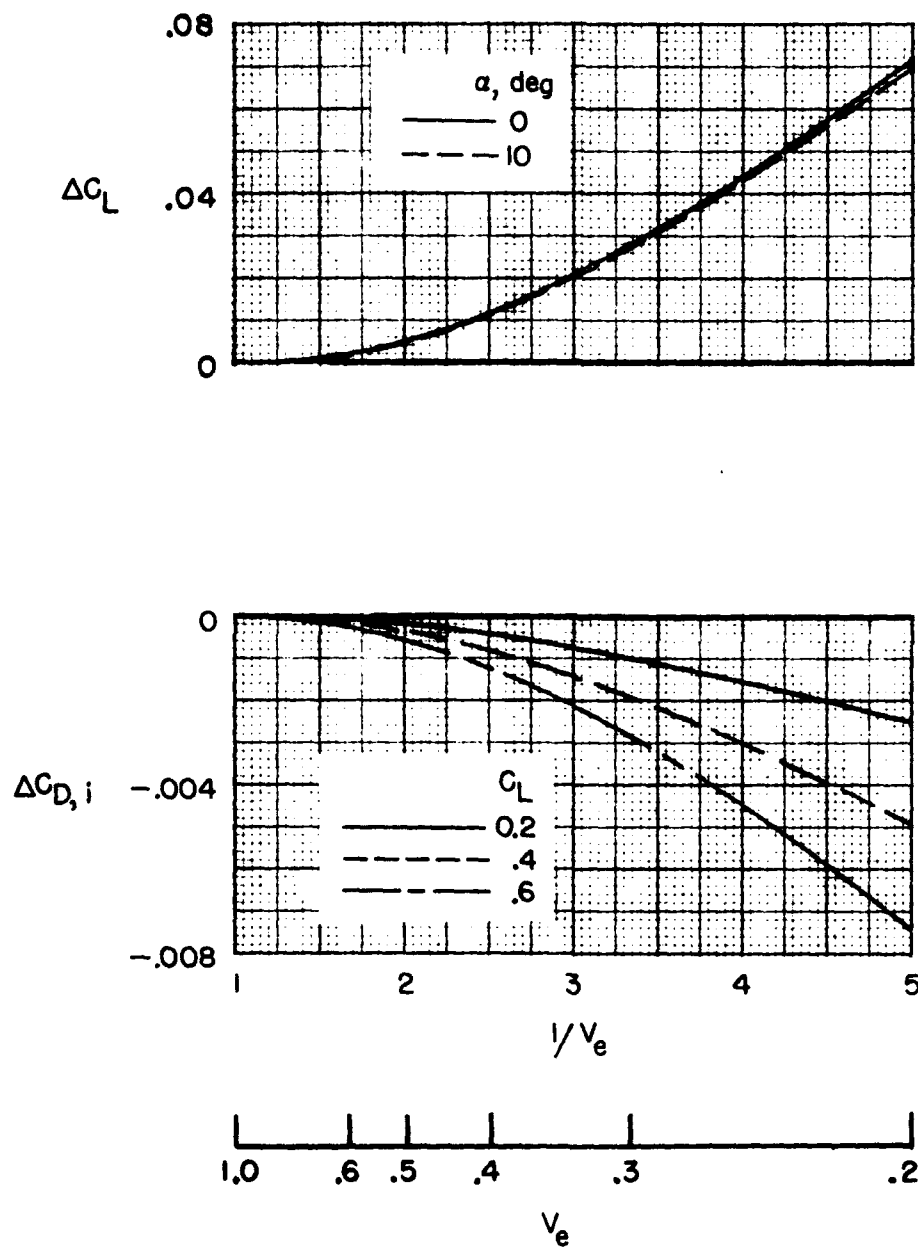 .08
α, deg
0
10
ΔC_L
.04
0
0
ΔC_D,i
-.004
C_L
0.2
.4
.6
-.008
1 2 3 4 5
1/V_e
1.0 .6 .5 .4 .3 .2
V_e